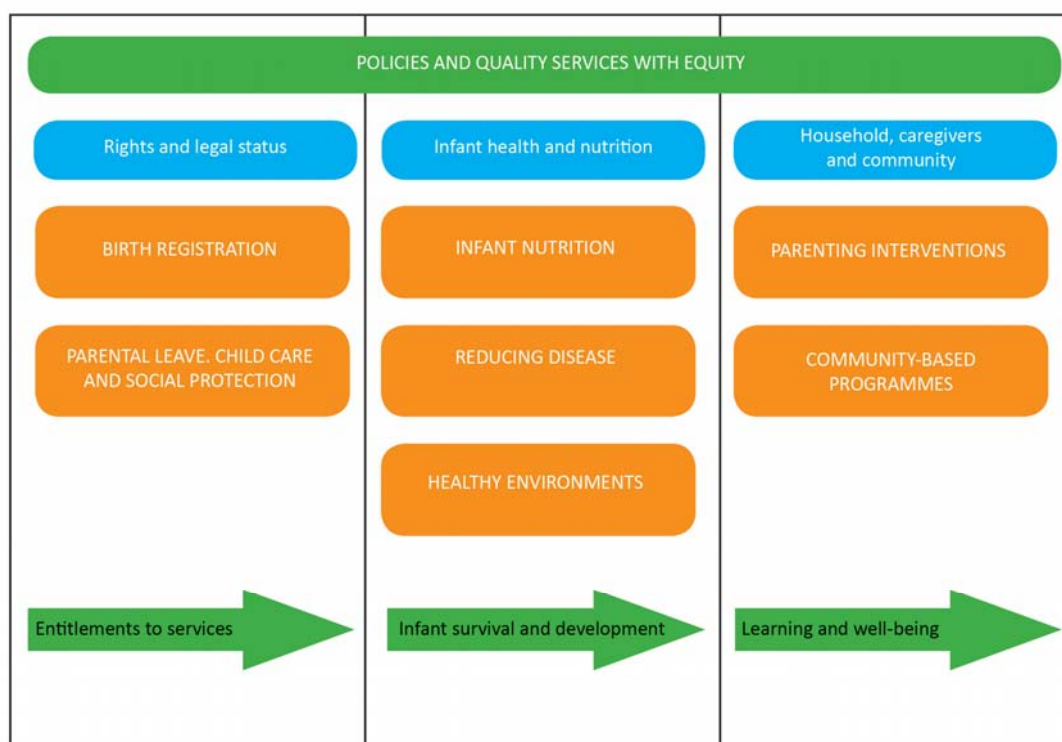 POLICIES AND QUALITY SERVICES WITH EQUITY
Rights and legal status
BIRTH REGISTRATION
PARENTAL LEAVE. CHILD CARE
AND SOCIAL PROTECTION
Entitlements to services
Infant health and nutrition
INFANT NUTRITION
REDUCING DISEASE
HEALTHY ENVIRONMENTS
Infant survival and development
Household, caregivers
and community
PARENTING INTERVENTIONS
COMMUNITY-BASED
PROGRAMMES
Learning and well-being